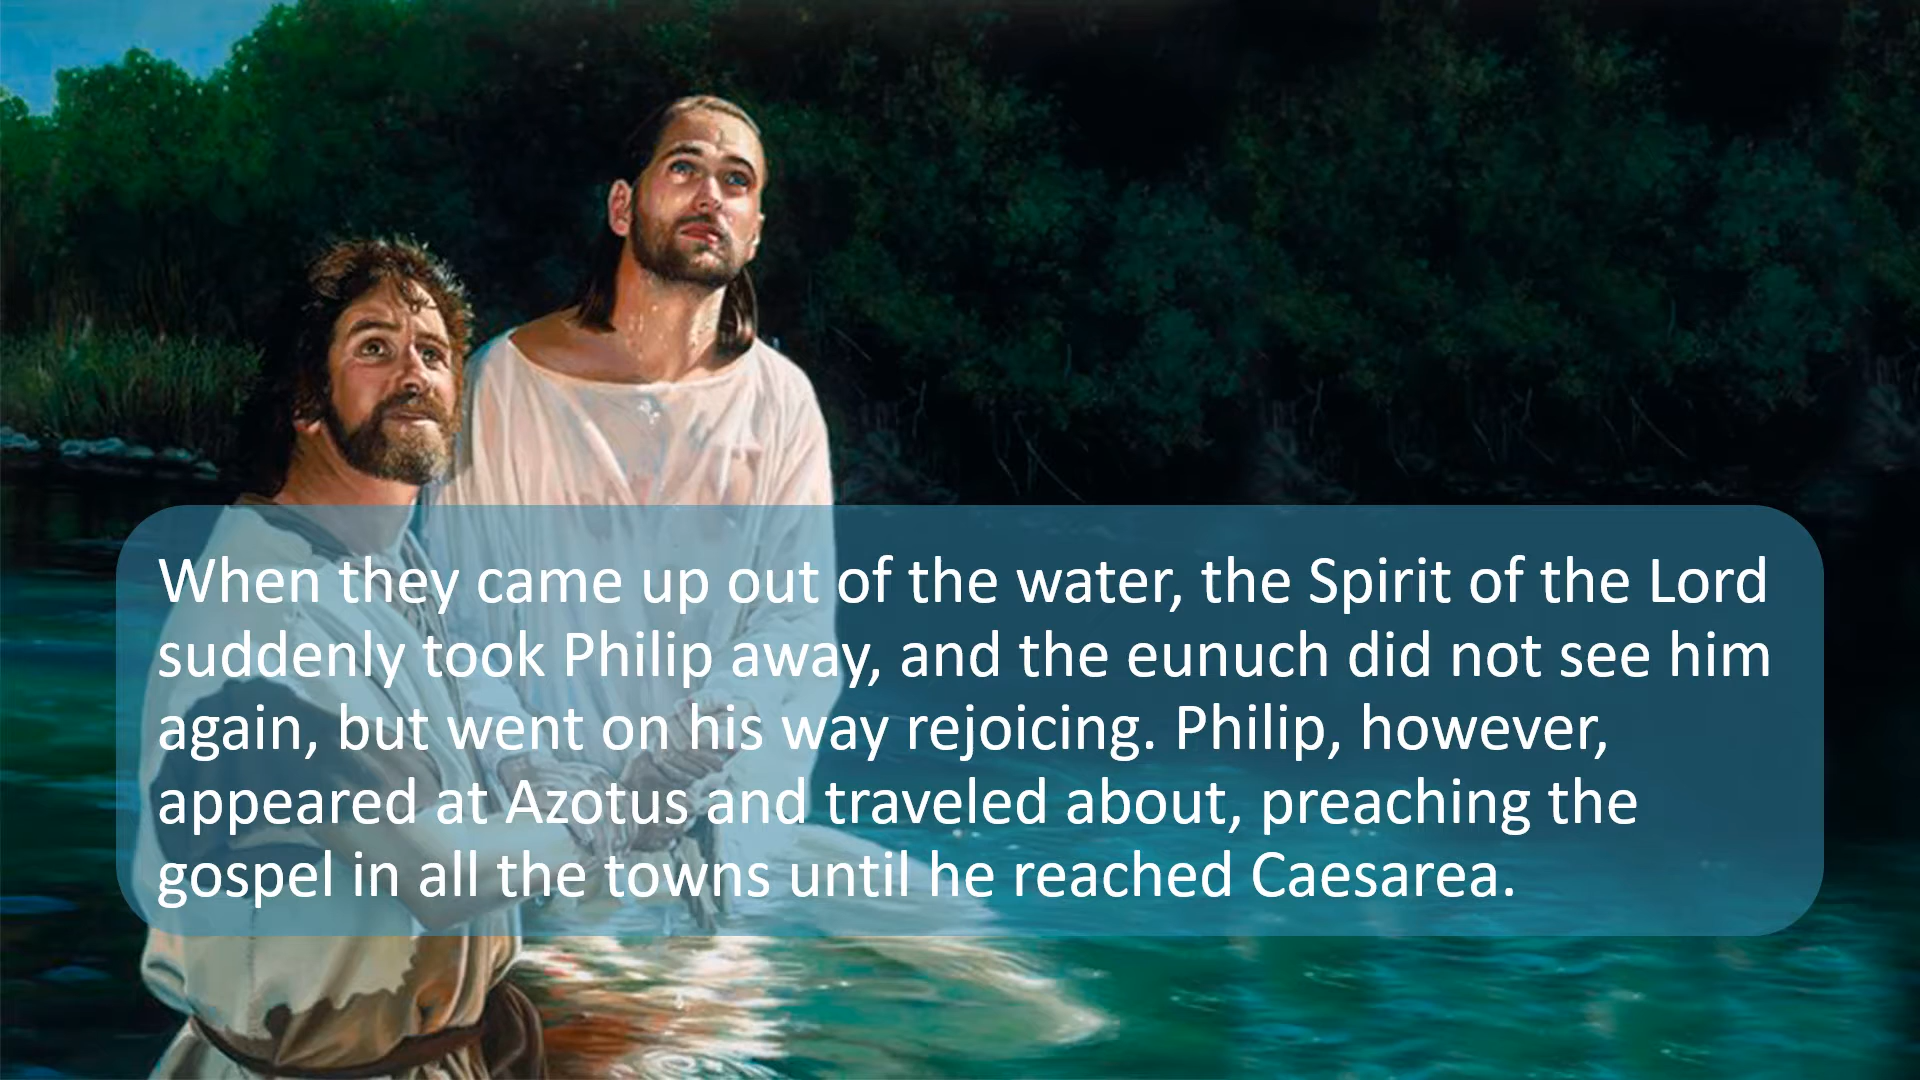 When they came up out of the water, the Spirit of the Lord
suddenly took Philip away, and the eunuch did not see him
again, but went on his way rejoicing. Philip, however,
appeared at Azotus and traveled about, preaching the
gospel in all the towns until he reached Caesarea.